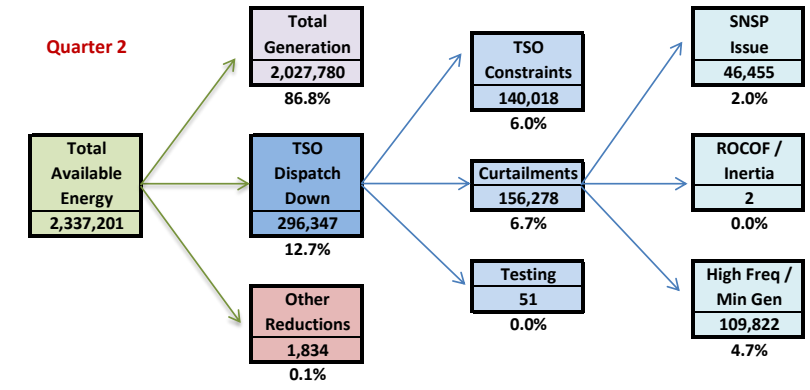 Quarter 2
Total
Available
Energy
2,337,201
Total
Generation
2,027,780
86.8%
TSO
Dispatch
Down
296,347
12.7%
Other
Reductions
1,834
0.1%
TSO
Constraints
140,018
6.0%
Curtailments
156,278
6.7%
Testing
51
0.0%
SNSP
Issue
46,455
2.0%
ROCOF /
Inertia
2
0.0%
High Freq /
Min Gen
109,822
4.7%